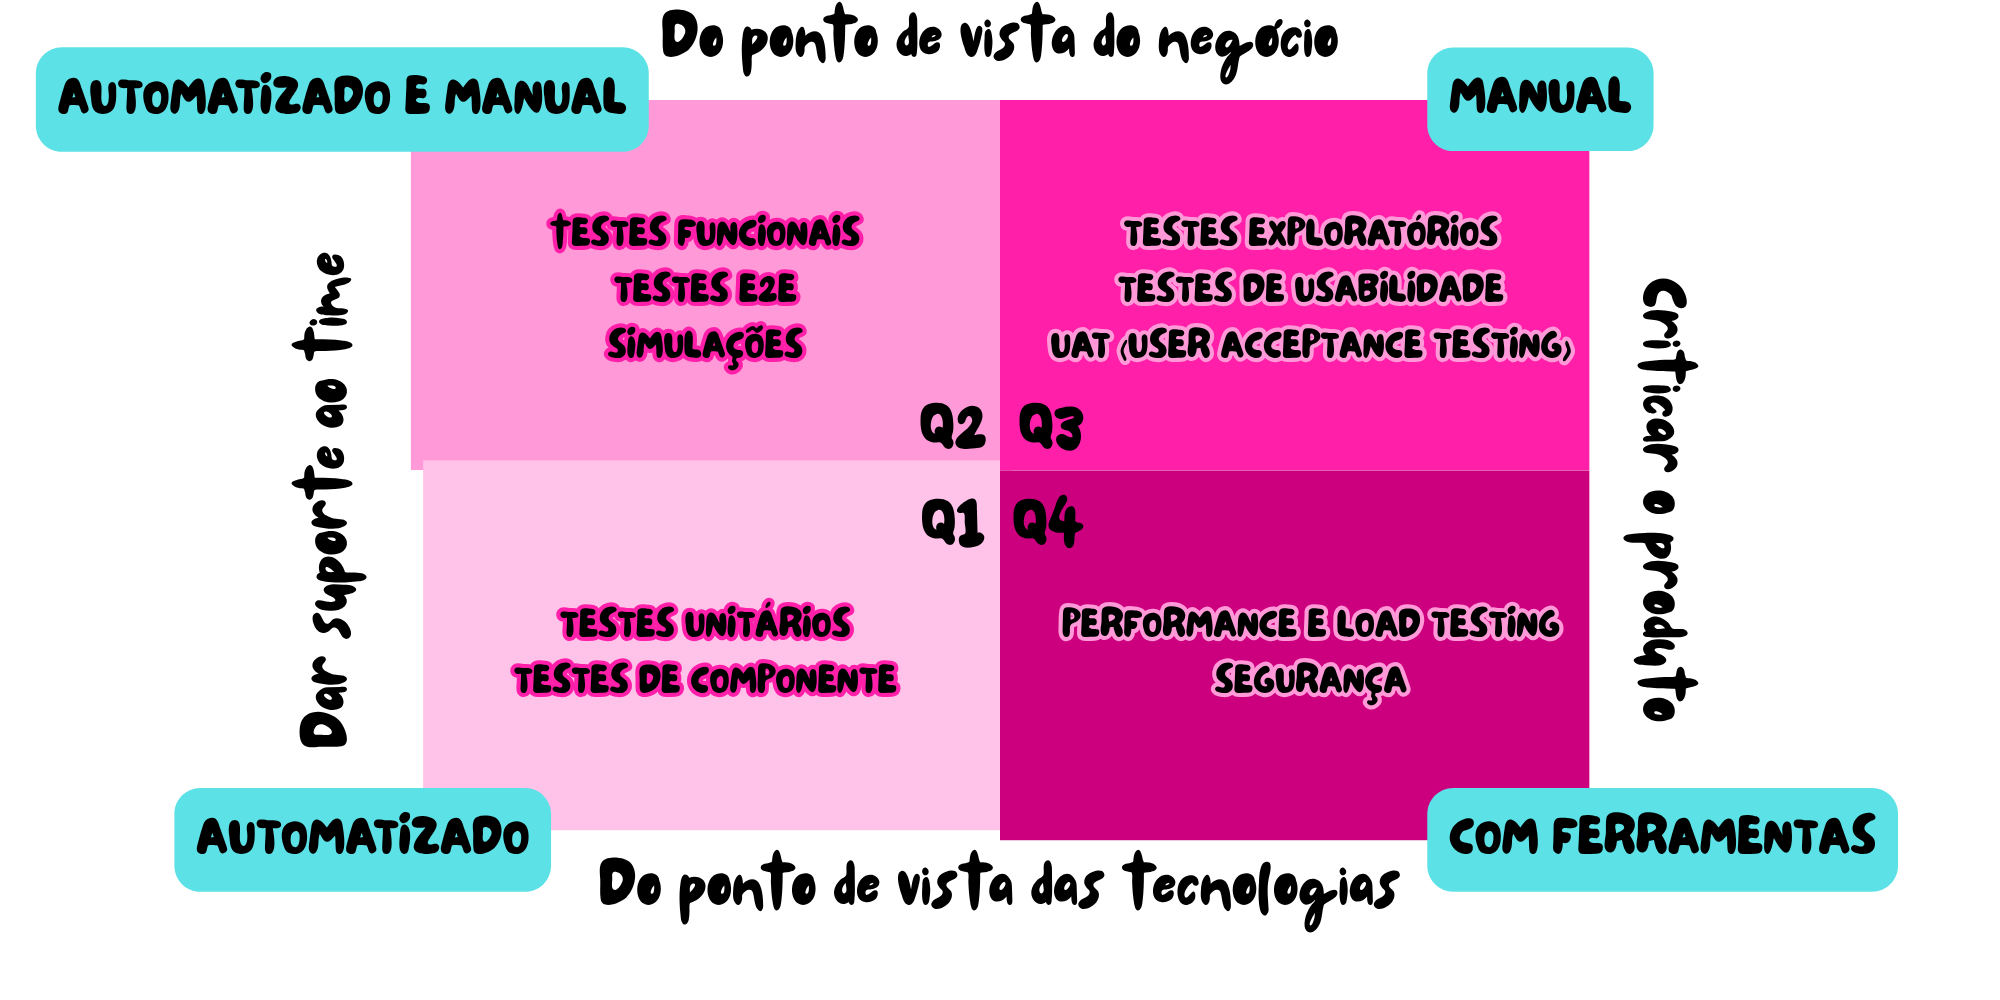 Do ponto de vista do negócio
AUTOMATIZADO E MANUAL
MANUAL
TESTES FUNCIONAIS
TESTES E2E
SIMULAÇÕES
TESTES EXPLORATÓRIOS
TESTES DE USABILIDADE
UAT (USER ACCEPTANCE TESTING)
Dar suporte ao time
Criticar o produto
Q2
Q3
Q1
Q4
TESTES UNITÁRIOS
TESTES DE COMPONENTE
PERFORMANCE E LOAD TESTING
SEGURANÇA
AUTOMATIZADO
COM FERRAMENTAS
Do ponto de vista das tecnologias